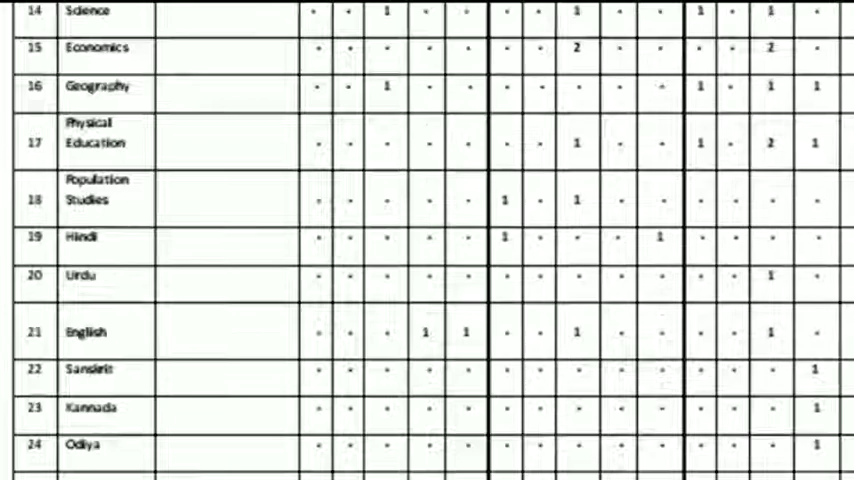 14 Science - - 1 - - - - 1 - - 1 - 1 -
15 Economics - - - - - - - 2 - - - - 2 -
16 Geography - - 1 - - - - - - - 1 - 1 1
Physical
17 Education - - - - - - - 1 - - 1 - 2 1
Population
18 Studies - - - - - 1 - 1 - - - - - -
19 Hindi - - - - - 1 - - - 1 - - - -
20 Urdu - - - - - - - - - - - - 1 -
21 English - - - 1 1 - - 1 - - - - 1 -
22 Sanskrit - - - - - - - - - - - - - 1
23 Kannada - - - - - - - - - - - - - 1
24 Odiya - - - - - - - - - - - - - 1